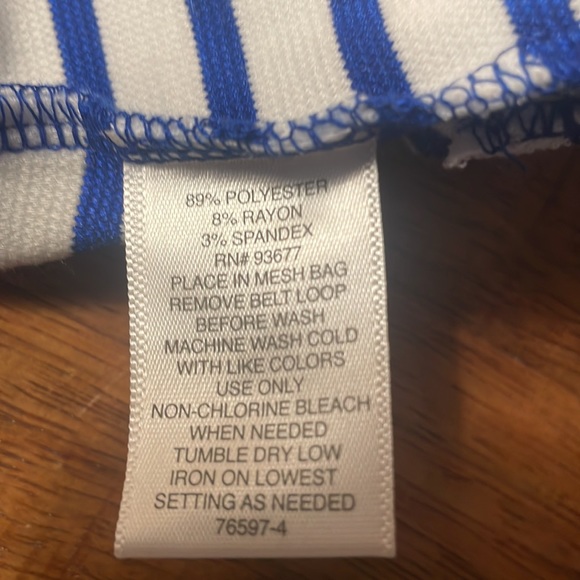 89% POLYESTER
8% RAYON
3% SPANDEX
RN# 93677
PLACE IN MESH BAG
REMOVE BELT LOOP
BEFORE WASH
MACHINE WASH COLD
WITH LIKE COLORS
USE ONLY
NON-CHLORINE BLEACH
WHEN NEEDED
TUMBLE DRY LOW
IRON ON LOWEST
SETTING AS NEEDED
76597-4